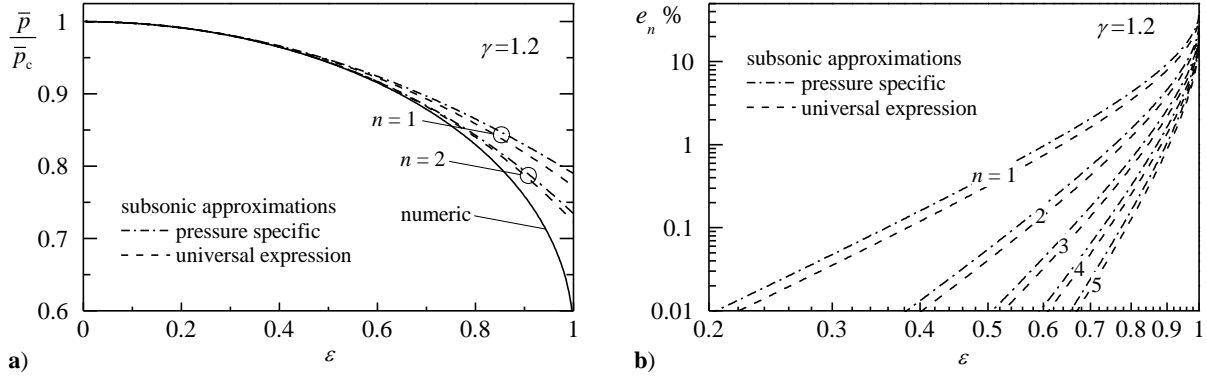 p̅
p̅c
1
0.9
0.8
0.7
0.6
γ=1.2
n = 1
n = 2
numeric
subsonic approximations
pressure specific
universal expression
0
0.2
0.4
0.6
0.8
1
ε
a)
en %
10
1
0.1
0.01
γ=1.2
subsonic approximations
pressure specific
universal expression
n = 1
2
3
4
5
0.2
0.3
0.4
0.5
0.6
0.7
0.8
0.9
1
ε
b)